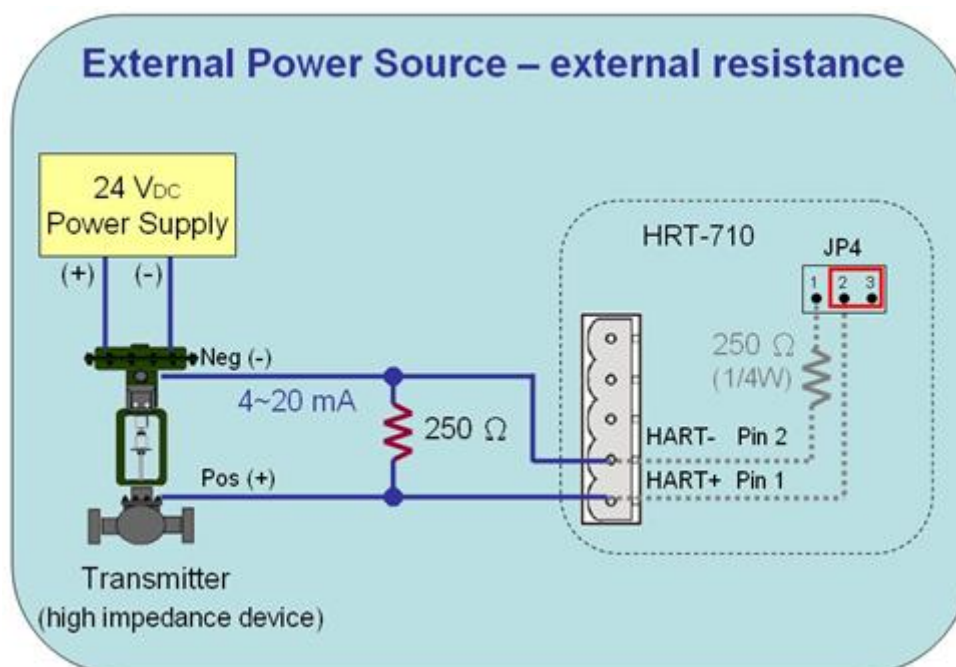 External Power Source – external resistance
24 VDC
Power Supply
(+)
(-)
HRT-710
JP4
1 2 3
Neg (-)
4~20 mA
250 Ω
(1/4W)
250 Ω
HART- Pin 2
HART+ Pin 1
Pos (+)
Transmitter
(high impedance device)